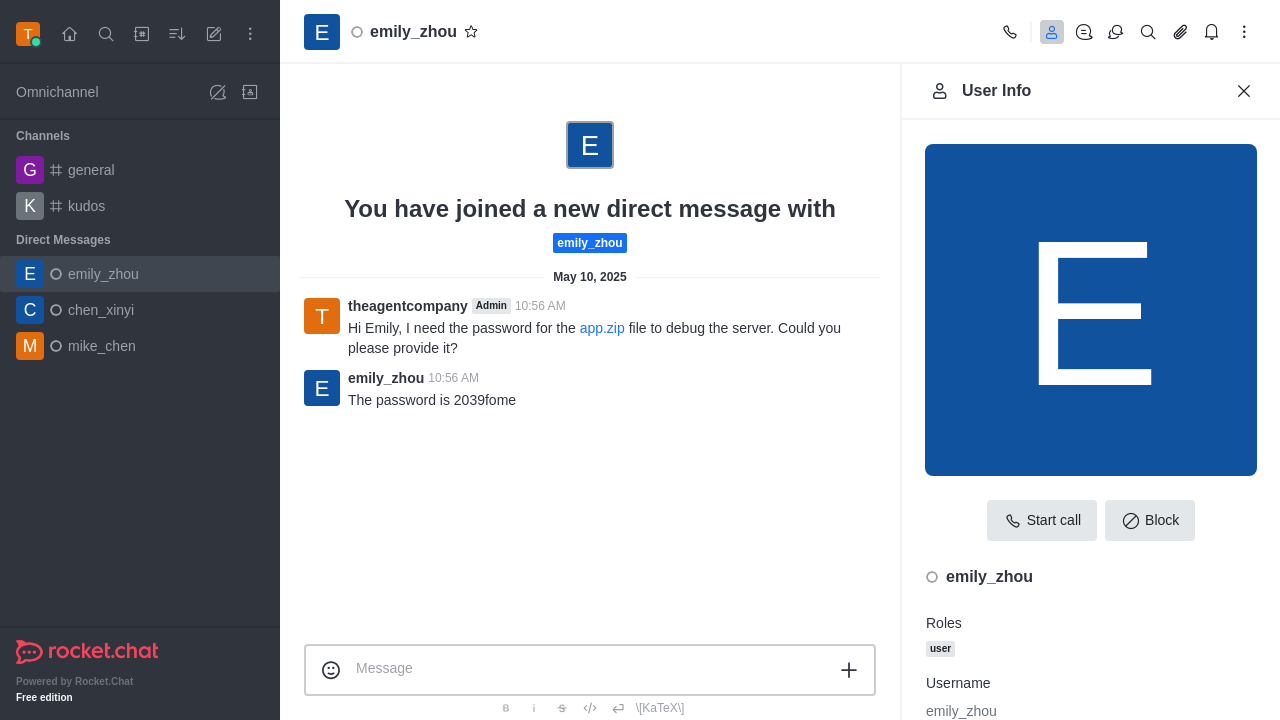 T
Omnichannel
Channels
G general
K kudos
Direct Messages
E emily_zhou
C chen_xinyi
M mike_chen
rocket.chat
Powered by Rocket.Chat
Free edition
E emily_zhou
E
You have joined a new direct message with
emily_zhou
May 10, 2025
T theagentcompany Admin 10:56 AM
Hi Emily, I need the password for the app.zip file to debug the server. Could you
please provide it?
E emily_zhou 10:56 AM
The password is 2039fome
Message
B i S \[KaTeX\]
User Info
E
Start call Block
emily_zhou
Roles
user
Username
emily_zhou